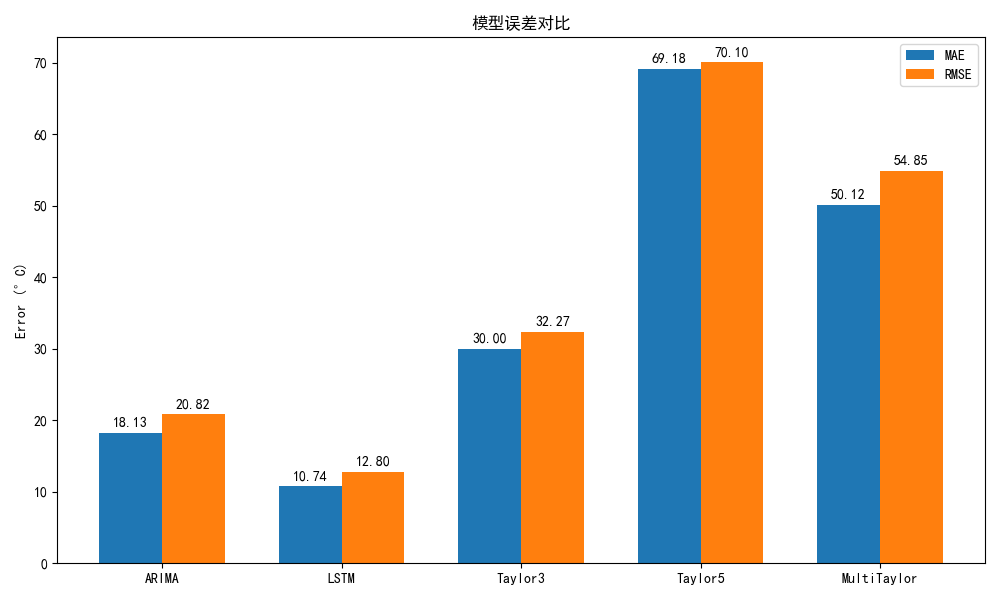 模型误差对比
MAE
RMSE
Error (°C)
70
60
50
40
30
20
10
0
18.13
20.82
10.74
12.80
30.00
32.27
69.18
70.10
50.12
54.85
ARIMA
LSTM
Taylor3
Taylor5
MultiTaylor